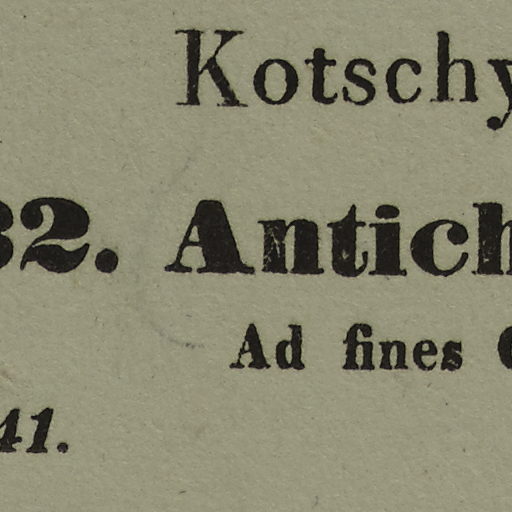 Kotschy
32. Antich
Ad fines
41.